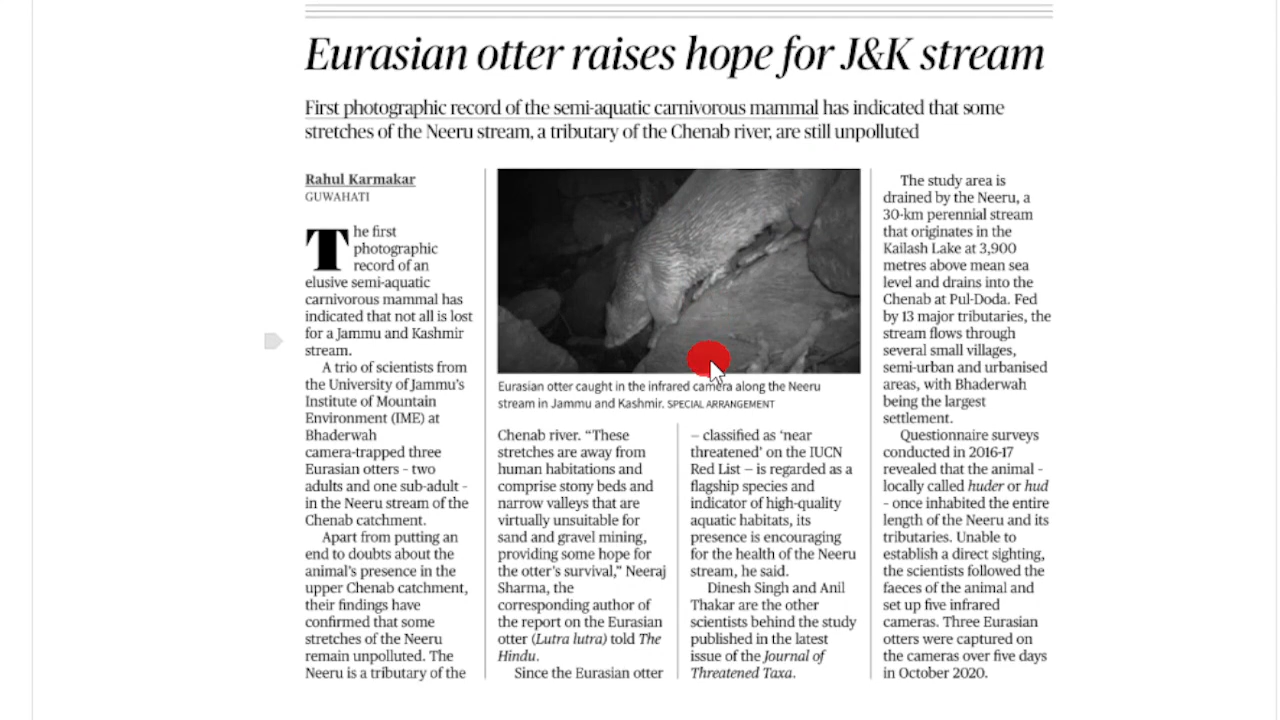 Eurasian otter raises hope for J&K stream
First photographic record of the semi-aquatic carnivorous mammal has indicated that some
stretches of the Neeru stream, a tributary of the Chenab river, are still unpolluted
Rahul Karmakar
GUWAHATI
The first
photographic
record of an
elusive semi-aquatic
carnivorous mammal has
indicated that not all is lost
for a Jammu and Kashmir
stream.
A trio of scientists from
the University of Jammu's
Institute of Mountain
Environment (IME) at
Bhaderwah
camera-trapped three
Eurasian otters - two
adults and one sub-adult -
in the Neeru stream of the
Chenab catchment.
Apart from putting an
end to doubts about the
animal's presence in the
upper Chenab catchment,
their findings have
confirmed that some
stretches of the Neeru
remain unpolluted. The
Neeru is a tributary of the
Eurasian otter caught in the infrared camera along the Neeru
stream in Jammu and Kashmir. SPECIAL ARRANGEMENT
Chenab river. “These
stretches are away from
human habitations and
comprise stony beds and
narrow valleys that are
virtually unsuitable for
sand and gravel mining,
providing some hope for
the otter's survival,” Neeraj
Sharma, the
corresponding author of
the report on the Eurasian
otter (Lutra lutra) told The
Hindu.
Since the Eurasian otter
– classified as ‘near
threatened’ on the IUCN
Red List – is regarded as a
flagship species and
indicator of high-quality
aquatic habitats, its
presence is encouraging
for the health of the Neeru
stream, he said.
Dinesh Singh and Anil
Thakar are the other
scientists behind the study
published in the latest
issue of the Journal of
Threatened Taxa.
The study area is
drained by the Neeru, a
30-km perennial stream
that originates in the
Kailash Lake at 3,900
metres above mean sea
level and drains into the
Chenab at Pul-Doda. Fed
by 13 major tributaries, the
stream flows through
several small villages,
semi-urban and urbanised
areas, with Bhaderwah
being the largest
settlement.
Questionnaire surveys
conducted in 2016-17
revealed that the animal -
locally called huder or hud
- once inhabited the entire
length of the Neeru and its
tributaries. Unable to
establish a direct sighting,
the scientists followed the
faeces of the animal and
set up five infrared
cameras. Three Eurasian
otters were captured on
the cameras over five days
in October 2020.